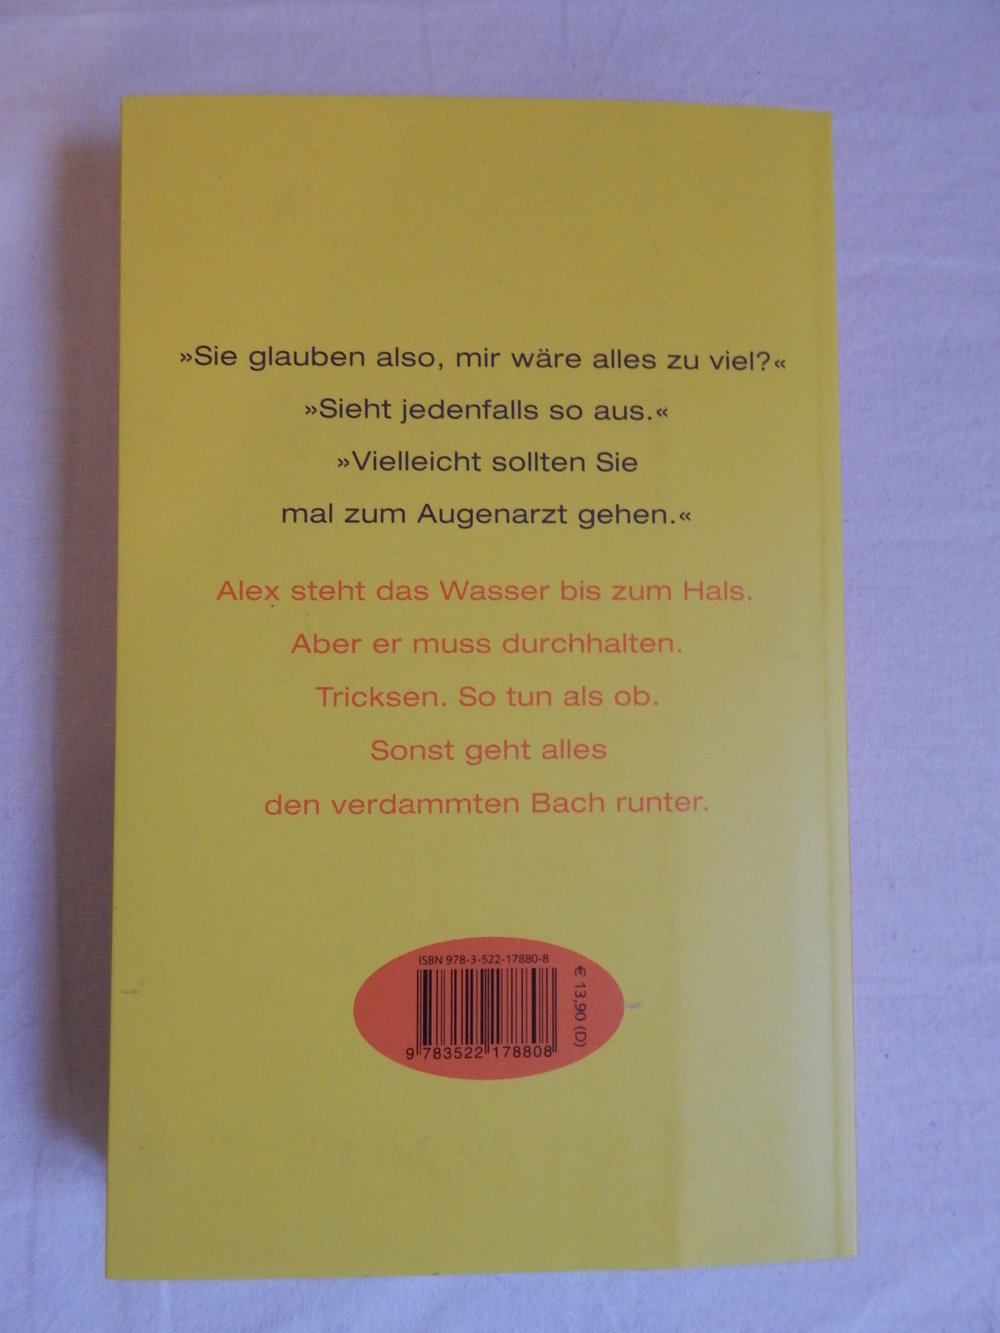 »Sie glauben also, mir wäre alles zu viel?«
»Sieht jedenfalls so aus.«
»Vielleicht sollten Sie
mal zum Augenarzt gehen.«
Alex steht das Wasser bis zum Hals.
Aber er muss durchhalten.
Tricksen. So tun als ob.
Sonst geht alles
den verdammten Bach runter.
ISBN 978-3-522-17880-8
€ 13,90 (D)
9 783522 178808